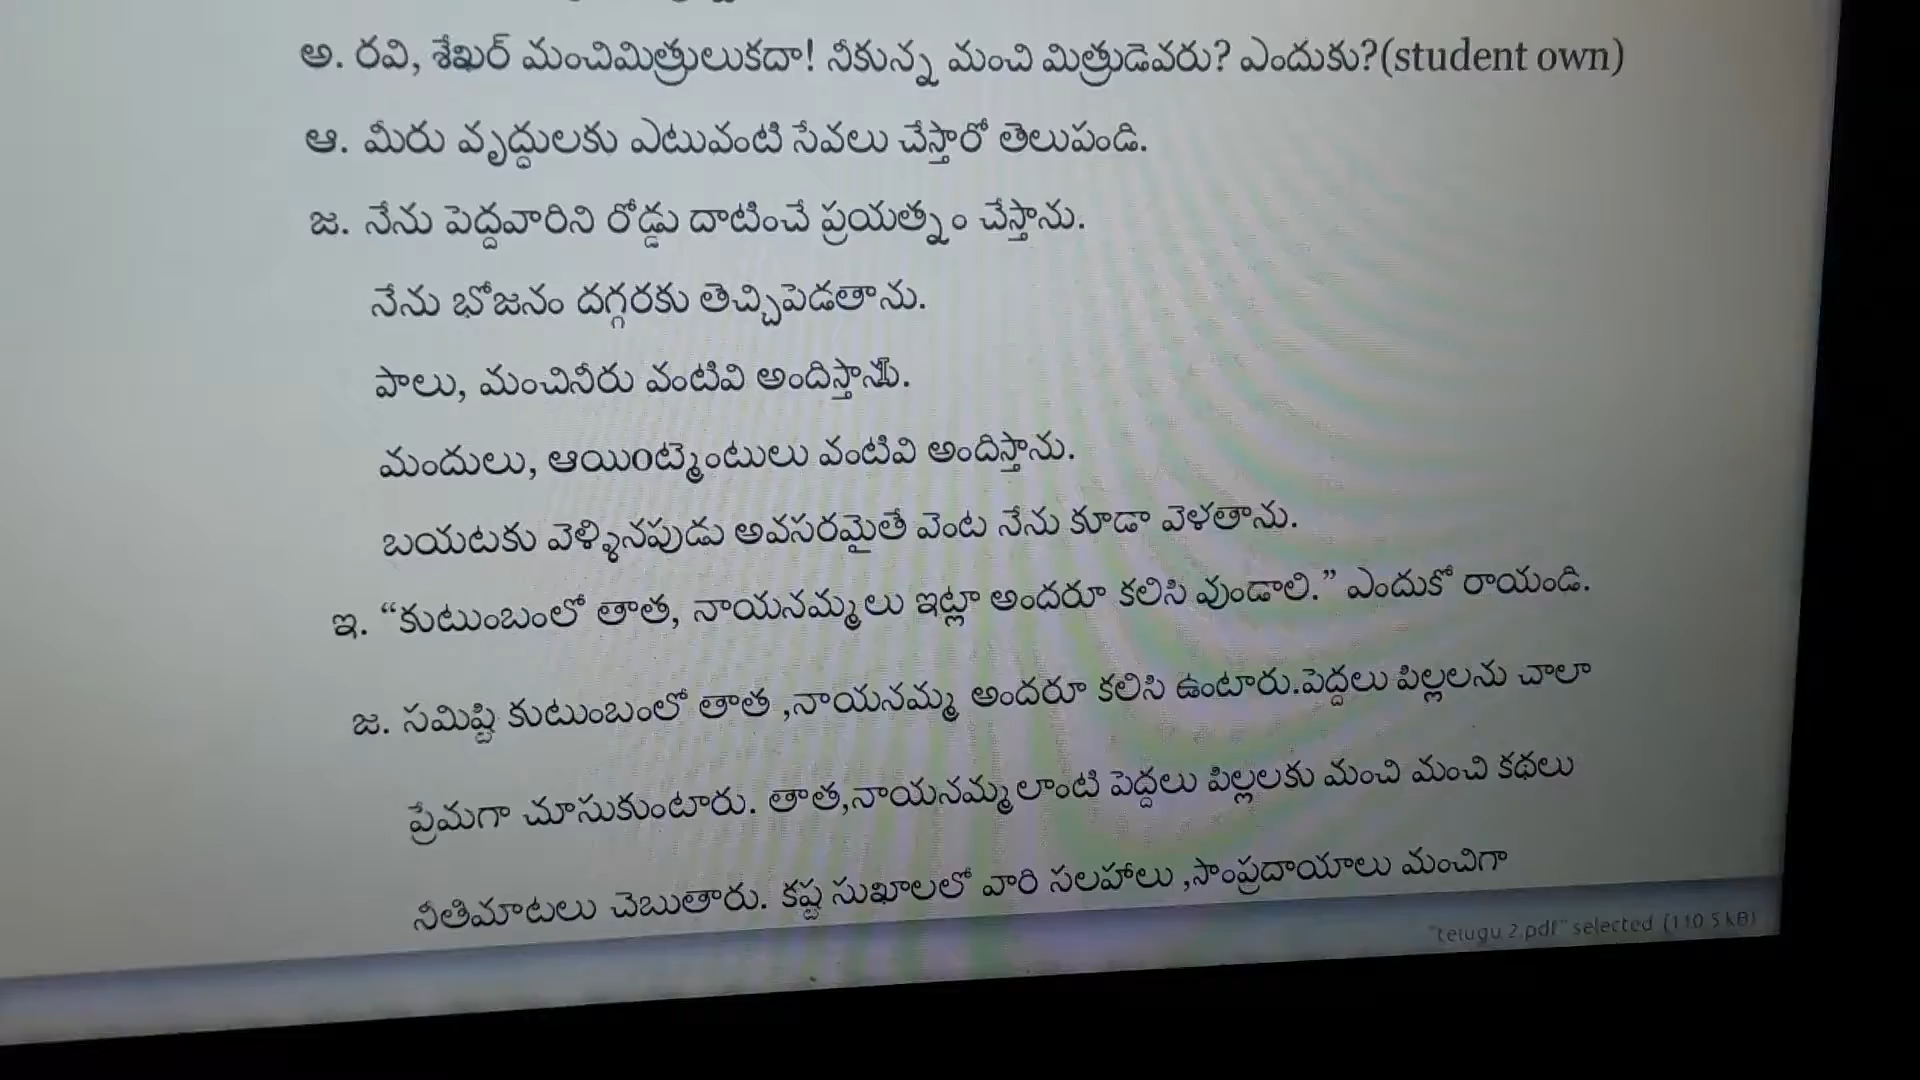 అ. రవి, శేఖర్ మంచిమిత్రులుకదా! నీకున్న మంచి మిత్రుడెవరు? ఎందుకు?(student own)
ఆ. మీరు వృద్ధులకు ఎటువంటి సేవలు చేస్తారో తెలుపండి.
జ. నేను పెద్దవారిని రోడ్డు దాటించే ప్రయత్నం చేస్తాను.
నేను భోజనం దగ్గరకు తెచ్చిపెడతాను.
పాలు, మంచినీరు వంటివి అందిస్తాను.
మందులు, ఆయింట్మెంటులు వంటివి అందిస్తాను.
బయటకు వెళ్ళినపుడు అవసరమైతే వెంట నేను కూడా వెళతాను.
ఇ. “కుటుంబంలో తాత, నాయనమ్మలు ఇట్లా అందరూ కలిసి వుండాలి.” ఎందుకో రాయండి.
జ. సమిష్టి కుటుంబంలో తాత ,నాయనమ్మ అందరూ కలిసి ఉంటారు.పెద్దలు పిల్లలను చాలా
ప్రేమగా చూసుకుంటారు. తాత,నాయనమ్మలాంటి పెద్దలు పిల్లలకు మంచి మంచి కథలు
నీతిమాటలు చెబుతారు. కష్ట సుఖాలలో వారి సలహాలు ,సాంప్రదాయాలు మంచిగా
"telugu 2.pdf" selected (110.5 kB)